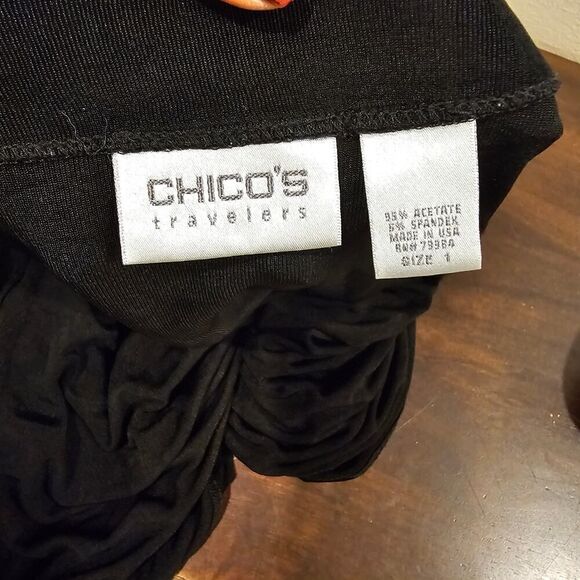 CHICO'S
travelers
95% ACETATE
5% SPANDEX
MADE IN USA
RN# 79984
SIZE 1